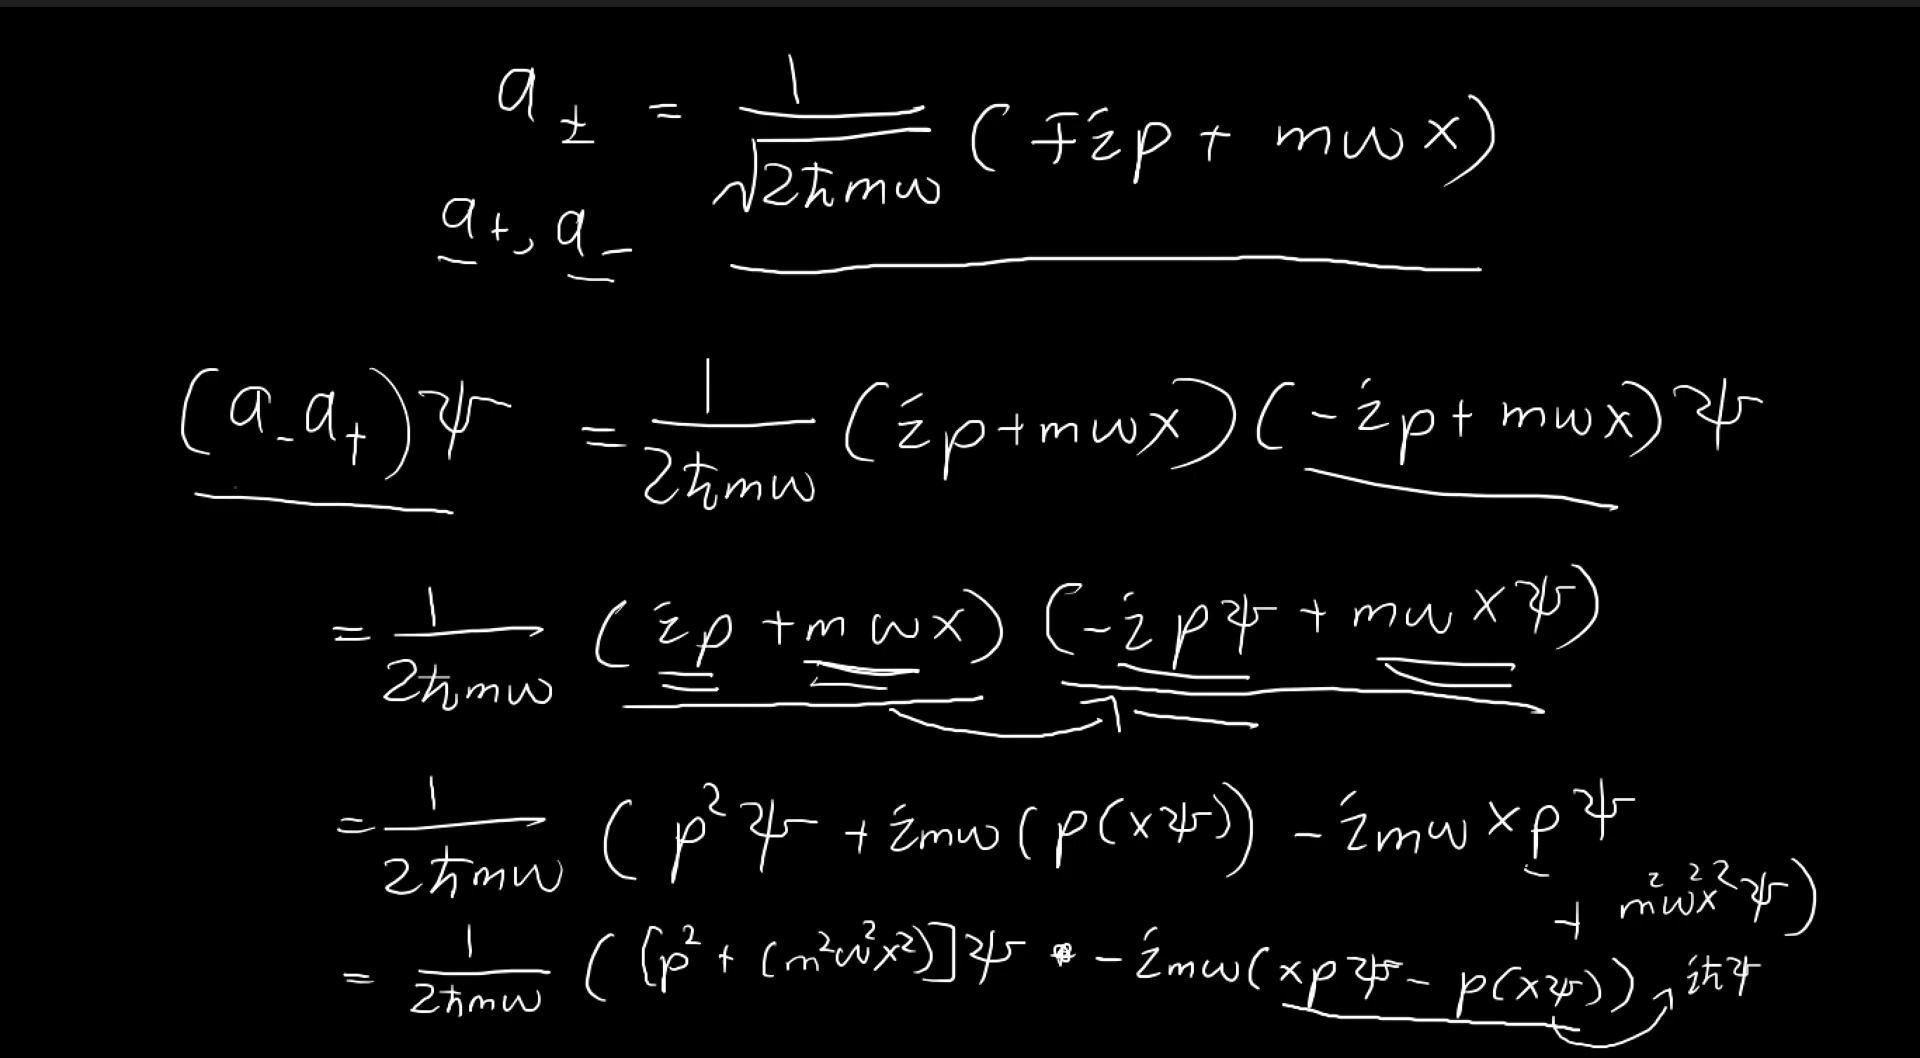 a± = 1/√(2ħmω) (∓ip + mωx)
a+, a-
(a-a+)ψ = 1/(2ħmω) (ip+mωx)(-ip+mωx)ψ
= 1/(2ħmω) (ip +mωx) (-ipψ + mωxψ)
= 1/(2ħmω) (p²ψ + imω(p(xψ)) - imωxpψ
+ m²ω²x²ψ)
= 1/(2ħmω) ([p² + (m²ω²x²)]ψ - imω(xpψ - p(xψ)) iħψ